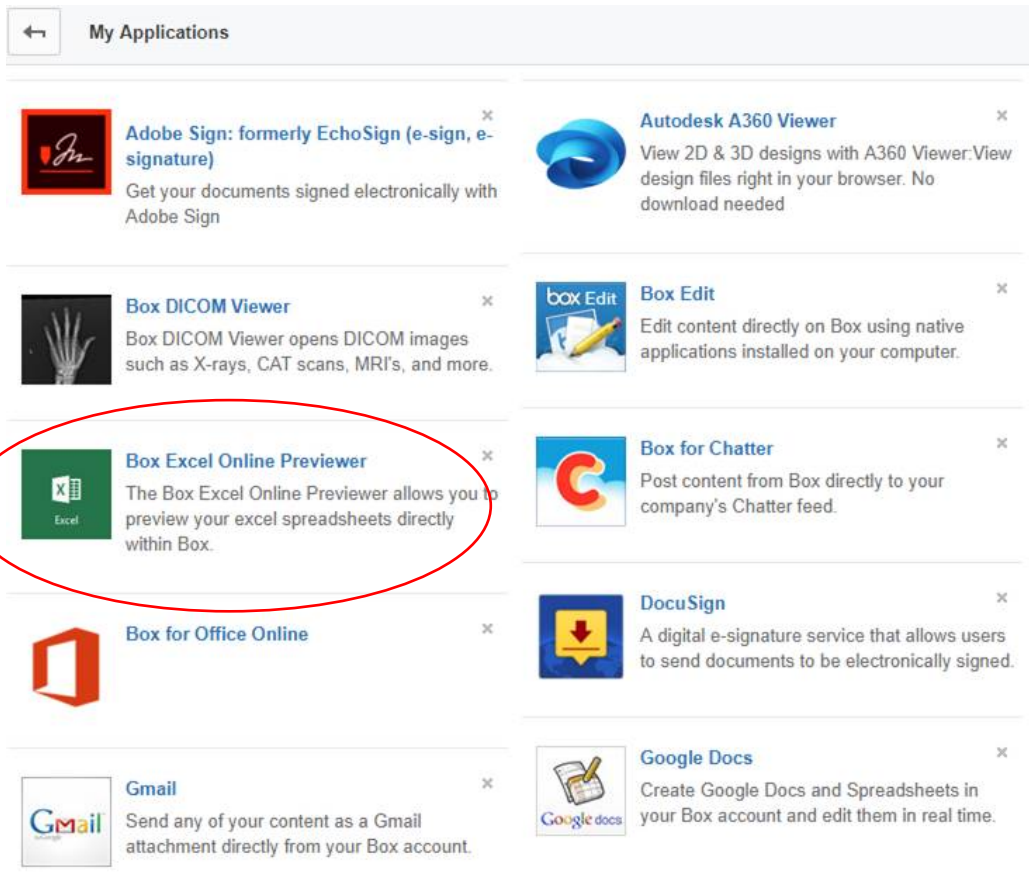 My Applications
Adobe Sign: formerly EchoSign (e-sign, e-
signature)
Get your documents signed electronically with
Adobe Sign
Box DICOM Viewer
Box DICOM Viewer opens DICOM images
such as X-rays, CAT scans, MRI's, and more.
Excel
Box Excel Online Previewer
The Box Excel Online Previewer allows you to
preview your excel spreadsheets directly
within Box.
Box for Office Online
Gmail
Gmail
Send any of your content as a Gmail
attachment directly from your Box account.
Autodesk A360 Viewer
View 2D & 3D designs with A360 Viewer:View
design files right in your browser. No
download needed
box Edit
Box Edit
Edit content directly on Box using native
applications installed on your computer.
Box for Chatter
Post content from Box directly to your
company's Chatter feed.
DocuSign
A digital e-signature service that allows users
to send documents to be electronically signed.
Google docs
Google Docs
Create Google Docs and Spreadsheets in
your Box account and edit them in real time.